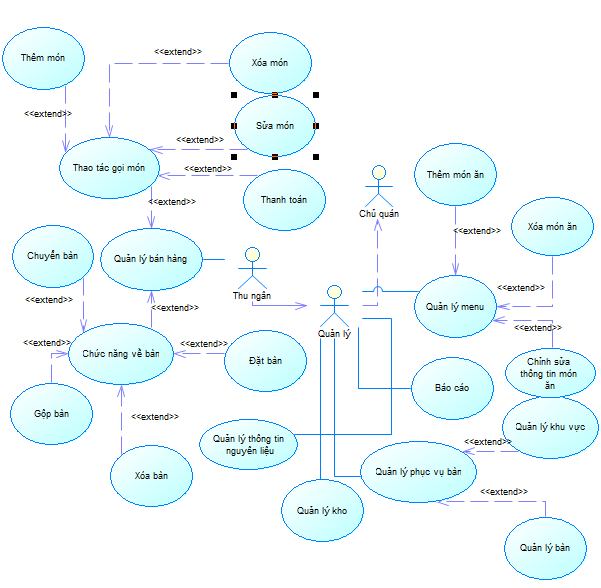 <<extend>>
Thêm món
Xóa món
<<extend>>
Sửa món
<<extend>>
Thao tác gọi món
<<extend>>
Thêm món ăn
<<extend>>
Thanh toán
Chủ quán
Xóa món ăn
<<extend>>
Chuyển bàn
Quản lý bán hàng
<<extend>>
<<extend>>
Thu ngân
Quản lý menu
<<extend>>
Quản lý
<<extend>>
<<extend>>
Chức năng về bàn
<<extend>>
Đặt bàn
Chỉnh sửa
thông tin món
ăn
Báo cáo
Gộp bàn
<<extend>>
Quản lý khu vực
Quản lý thông tin
nguyên liệu
<<extend>>
Xóa bàn
Quản lý phục vụ bàn
<<extend>>
Quản lý kho
Quản lý bàn